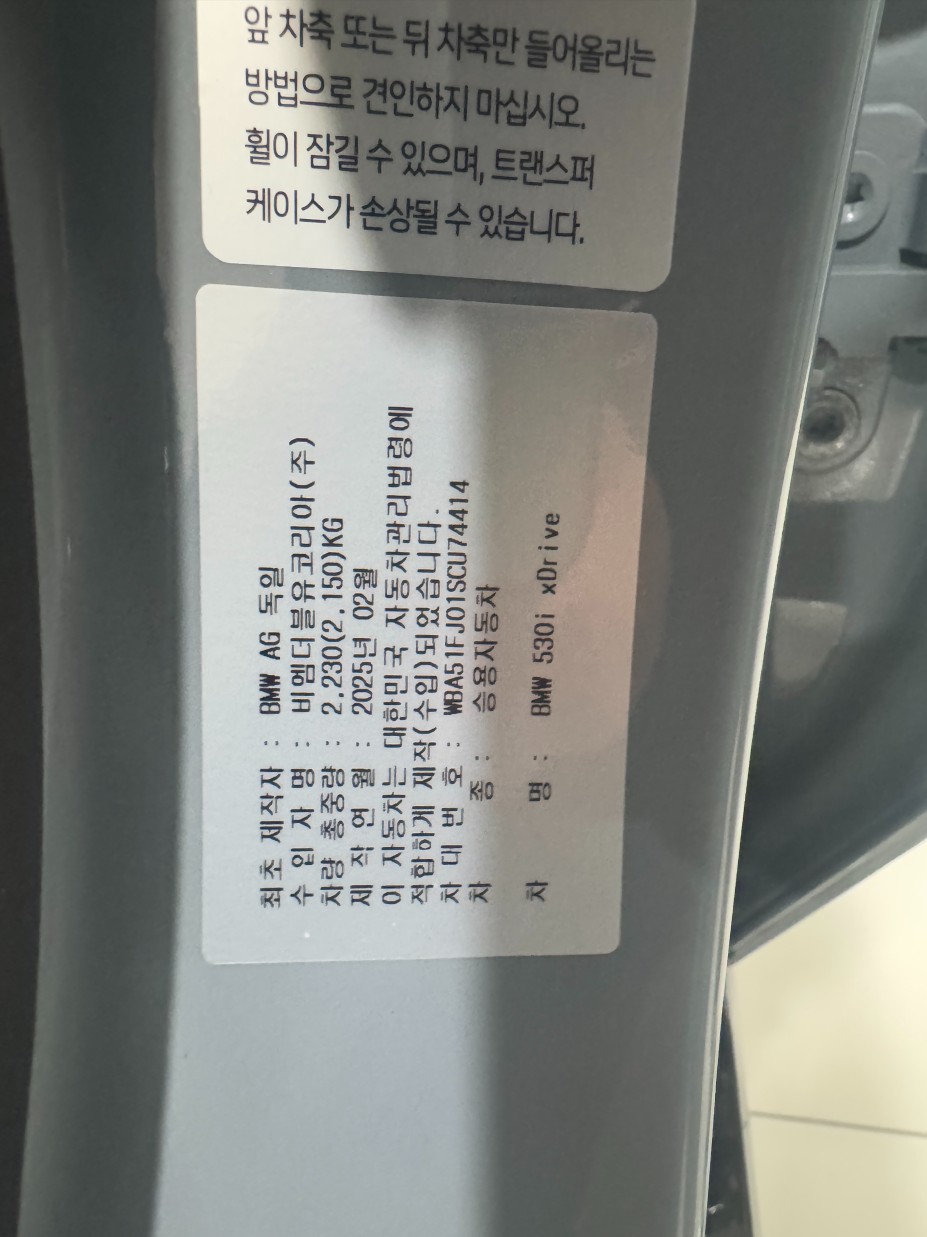 앞 차축 또는 뒤 차축만 들어올리는
방법으로 견인하지 마십시오.
휠이 잠길 수 있으며, 트랜스퍼
케이스가 손상될 수 있습니다.
최초 제작자 : BMW AG 독일
수 입 자 명 : 비엠더블유코리아(주)
차량 총중량 : 2,230(2,150)KG
제 작 연 월 : 2025년 02월
이 자동차는 대한민국 자동차관리법령에
적합하게 제작(수입)되었습니다.
차 대 번 호 : WBA51FJ01SCU74414
차 종 : 승용자동차
차 명 : BMW 530i xDrive